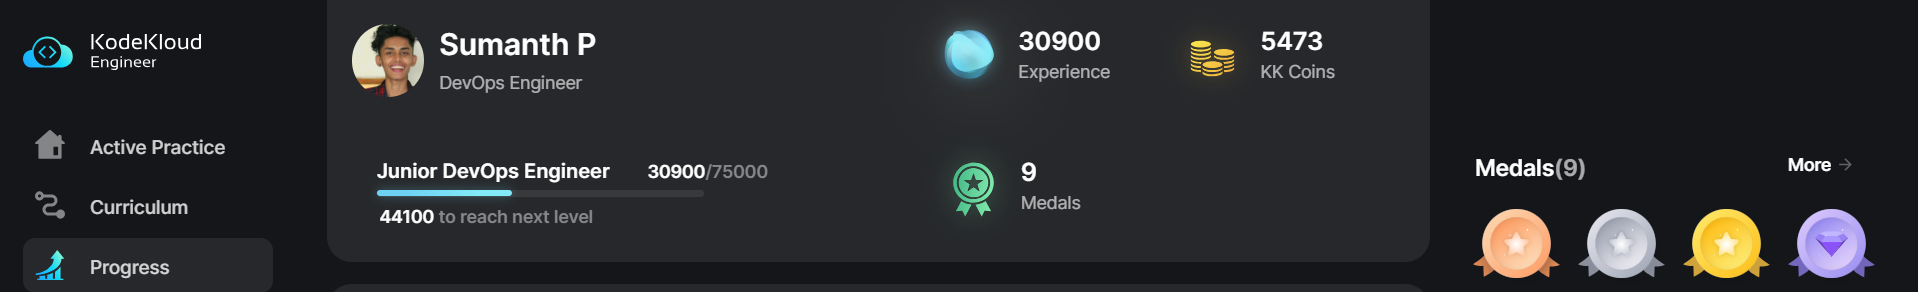 KodeKloud
Engineer
Active Practice
Curriculum
Progress
Sumanth P
DevOps Engineer
30900
Experience
5473
KK Coins
Junior DevOps Engineer 30900/75000
44100 to reach next level
9
Medals
Medals(9) More →